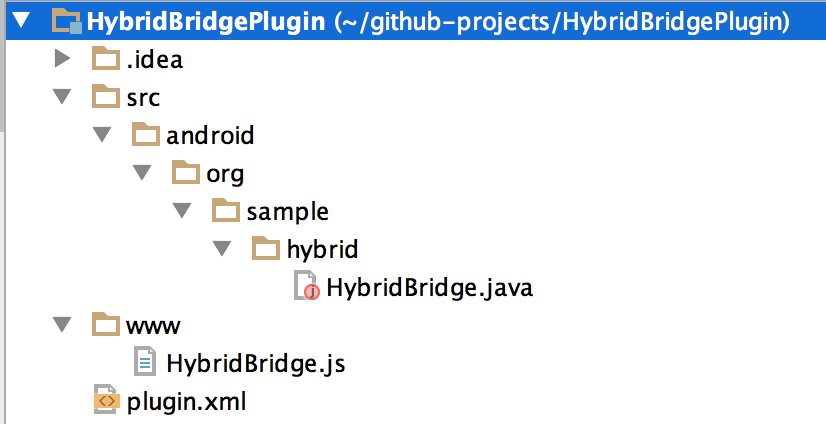 HybridBridgePlugin (~/github-projects/HybridBridgePlugin)
.idea
src
android
org
sample
hybrid
HybridBridge.java
www
HybridBridge.js
plugin.xml